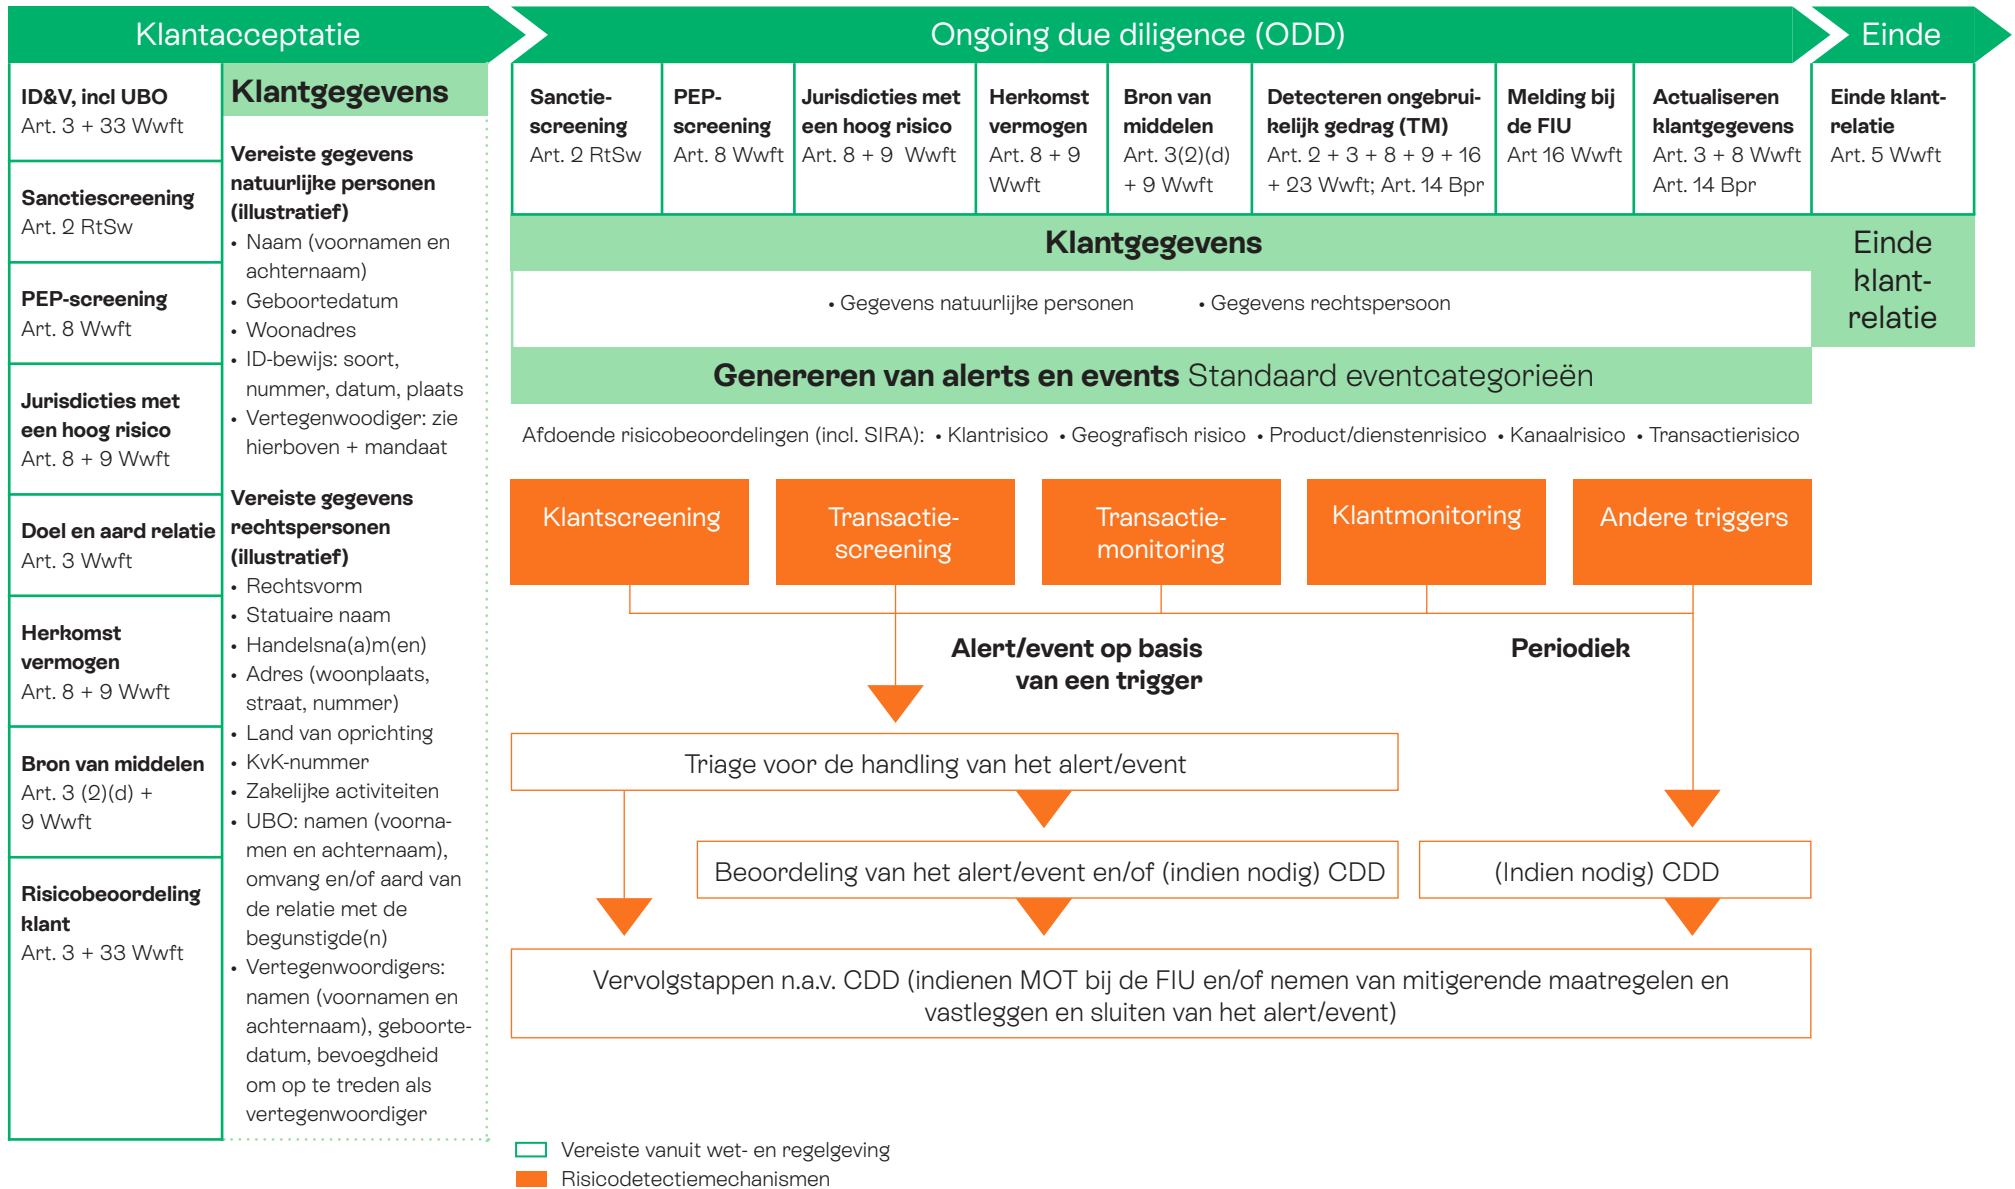 Klantacceptatie
Ongoing due diligence (ODD)
Einde
ID&V, incl UBO
Art. 3 + 33 Wwft
Sanctiescreening
Art. 2 RtSw
PEP-screening
Art. 8 Wwft
Jurisdicties met
een hoog risico
Art. 8 + 9 Wwft
Doel en aard relatie
Art. 3 Wwft
Herkomst
vermogen
Art. 8 + 9 Wwft
Bron van middelen
Art. 3 (2)(d) +
9 Wwft
Risicobeoordeling
klant
Art. 3 + 33 Wwft
Klantgegevens
Vereiste gegevens
natuurlijke personen
(illustratief)
• Naam (voornamen en
achternaam)
• Geboortedatum
• Woonadres
• ID-bewijs: soort,
nummer, datum, plaats
• Vertegenwoodiger: zie
hierboven + mandaat
Vereiste gegevens
rechtspersonen
(illustratief)
• Rechtsvorm
• Statuaire naam
• Handelsna(a)m(en)
• Adres (woonplaats,
straat, nummer)
• Land van oprichting
• KvK-nummer
• Zakelijke activiteiten
• UBO: namen (voorna-
men en achternaam),
omvang en/of aard van
de relatie met de
begunstigde(n)
• Vertegenwoordigers:
namen (voornamen en
achternaam), geboorte-
datum, bevoegdheid
om op te treden als
vertegenwoordiger
Sanctie-
screening
Art. 2 RtSw
PEP-
screening
Art. 8 Wwft
Jurisdicties met
een hoog risico
Art. 8 + 9 Wwft
Herkomst
vermogen
Art. 8 + 9
Wwft
Bron van
middelen
Art. 3(2)(d)
+ 9 Wwft
Detecteren ongebrui-
kelijk gedrag (TM)
Art. 2 + 3 + 8 + 9 + 16
+ 23 Wwft; Art. 14 Bpr
Melding bij
de FIU
Art 16 Wwft
Actualiseren
klantgegevens
Art. 3 + 8 Wwft
Art. 14 Bpr
Einde klant-
relatie
Art. 5 Wwft
Klantgegevens
• Gegevens natuurlijke personen • Gegevens rechtspersoon
Einde
klant-
relatie
Genereren van alerts en events Standaard eventcategorieën
Afdoende risicobeoordelingen (incl. SIRA): • Klantrisico • Geografisch risico • Product/dienstenrisico • Kanaalrisico • Transactierisico
Klantscreening
Transactie-
screening
Transactie-
monitoring
Klantmonitoring
Andere triggers
Alert/event op basis
van een trigger
Periodiek
Triage voor de handling van het alert/event
Beoordeling van het alert/event en/of (indien nodig) CDD
(Indien nodig) CDD
Vervolgstappen n.a.v. CDD (indienen MOT bij de FIU en/of nemen van mitigerende maatregelen en
vastleggen en sluiten van het alert/event)
Vereiste vanuit wet- en regelgeving
Risicodetectiemechanismen